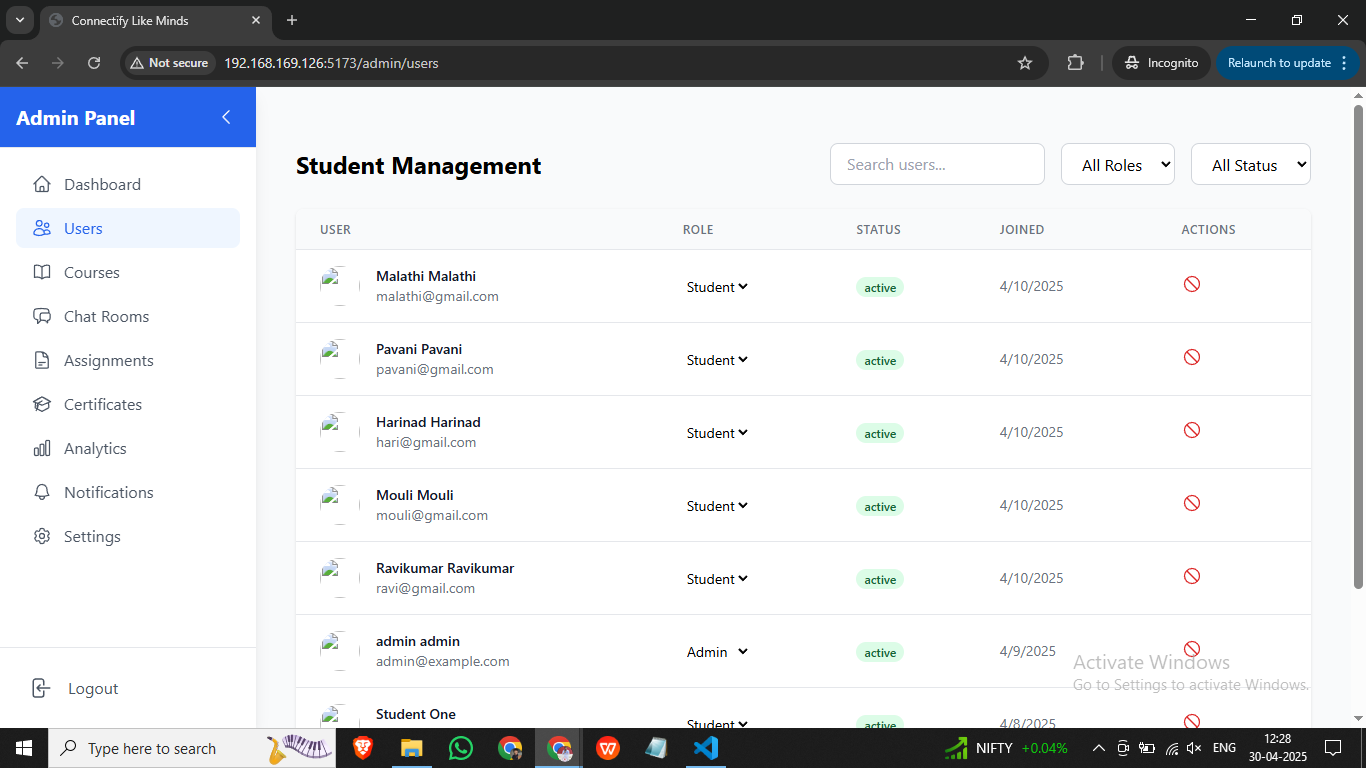 Connectify Like Minds
Not secure
192.168.169.126:5173/admin/users
Incognito
Relaunch to update
Admin Panel
Dashboard
Users
Courses
Chat Rooms
Assignments
Certificates
Analytics
Notifications
Settings
Logout
Student Management
Search users...
All Roles
All Status
USER ROLE STATUS JOINED ACTIONS
Malathi Malathi
malathi@gmail.com
Student active 4/10/2025
Pavani Pavani
pavani@gmail.com
Student active 4/10/2025
Harinad Harinad
hari@gmail.com
Student active 4/10/2025
Mouli Mouli
mouli@gmail.com
Student active 4/10/2025
Ravikumar Ravikumar
ravi@gmail.com
Student active 4/10/2025
admin admin
admin@example.com
Admin active 4/9/2025
Student One
Student active 4/8/2025
Activate Windows
Go to Settings to activate Windows.
Type here to search
NIFTY +0.04%
ENG
12:28
30-04-2025